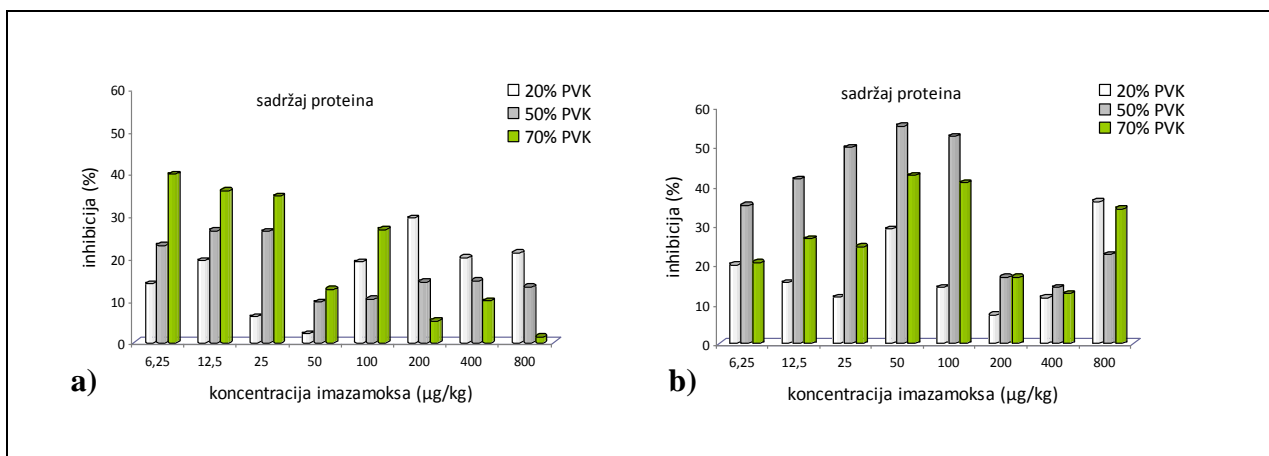 sadržaj proteina
20% PVK
50% PVK
70% PVK
60
50
40
30
20
10
0
inhibicija (%)
6,25 12,5 25 50 100 200 400 800
koncentracija imazamoksa (µg/kg)
a)
sadržaj proteina
20% PVK
50% PVK
70% PVK
60
50
40
30
20
10
0
inhibicija (%)
6,25 12,5 25 50 100 200 400 800
koncentracija imazamoksa (µg/kg)
b)